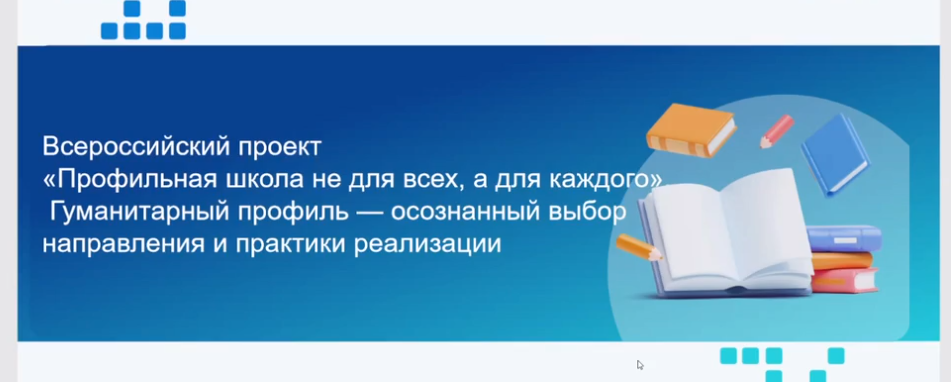 Всероссийский проект
«Профильная школа не для всех, а для каждого»
Гуманитарный профиль — осознанный выбор
направления и практики реализации